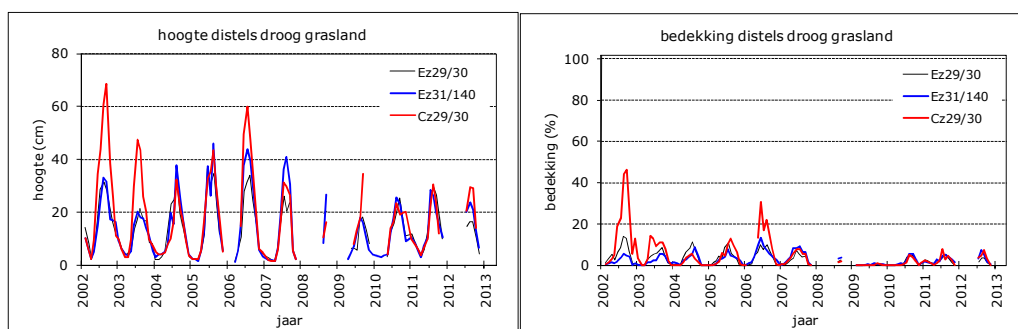 hoogte distels droog grasland
80
60
40
20
0
hoogte (cm)
Ez29/30
Ez31/140
Cz29/30
2002
2003
2004
2005
2006
2007
2008
2009
2010
2011
2012
2013
jaar
bedekking distels droog grasland
100
80
60
40
20
0
bedekking (%)
Ez29/30
Ez31/140
Cz29/30
2002
2003
2004
2005
2006
2007
2008
2009
2010
2011
2012
2013
jaar